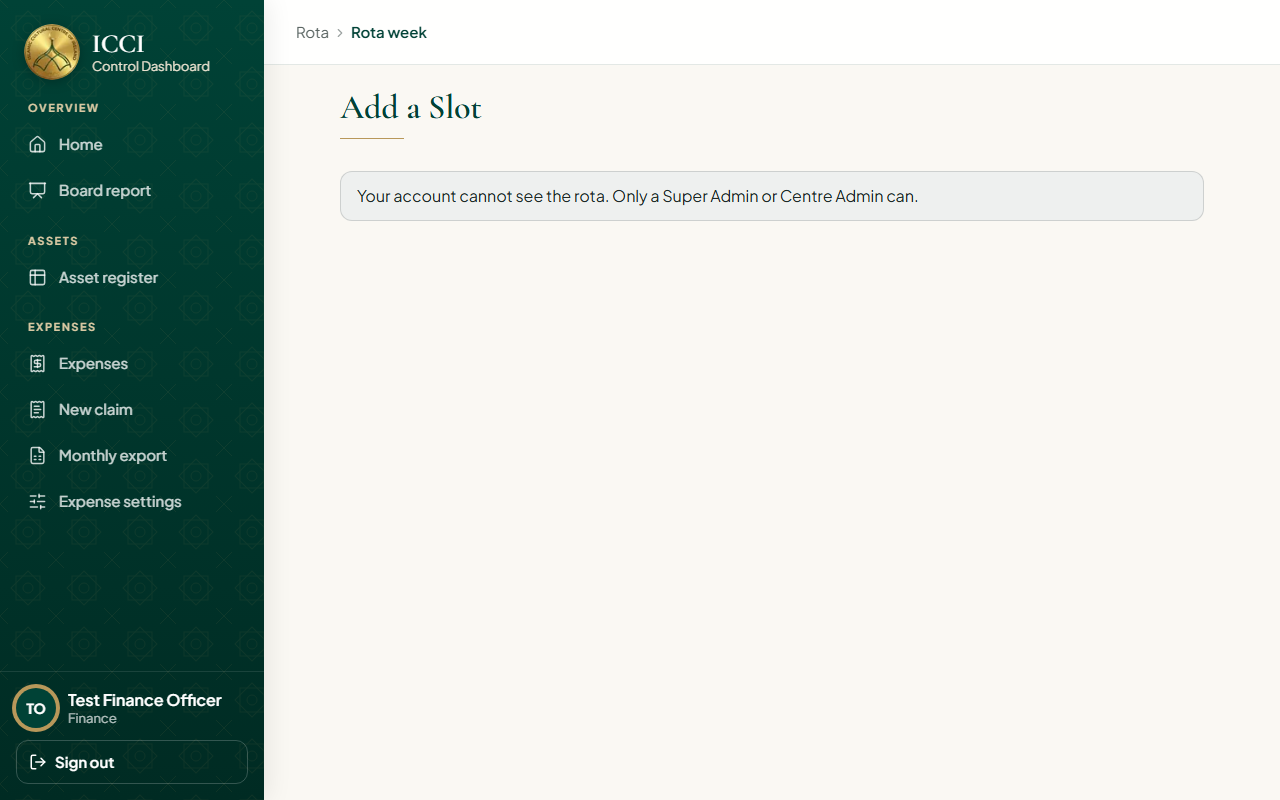 ICCI
Control Dashboard
OVERVIEW
Home
Board report
ASSETS
Asset register
EXPENSES
Expenses
New claim
Monthly export
Expense settings
TO
Test Finance Officer
Finance
Sign out
Rota > Rota week
Add a Slot
Your account cannot see the rota. Only a Super Admin or Centre Admin can.